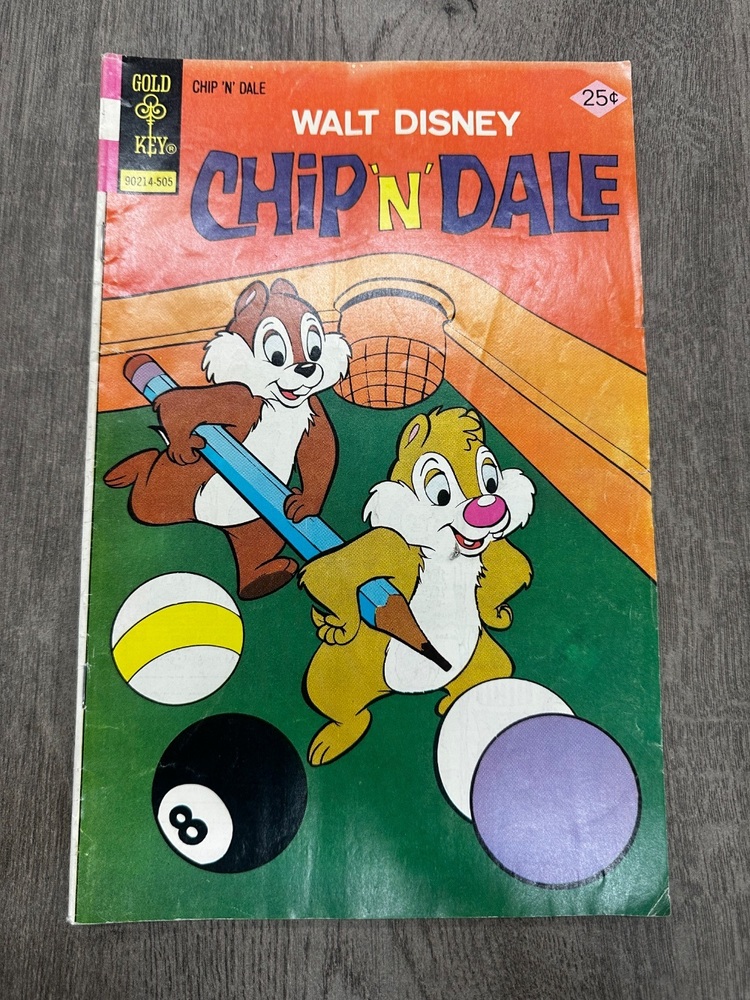 GOLD
KEY®
CHIP 'N' DALE
25¢
90214-505
WALT DISNEY
CHIP 'N' DALE
8